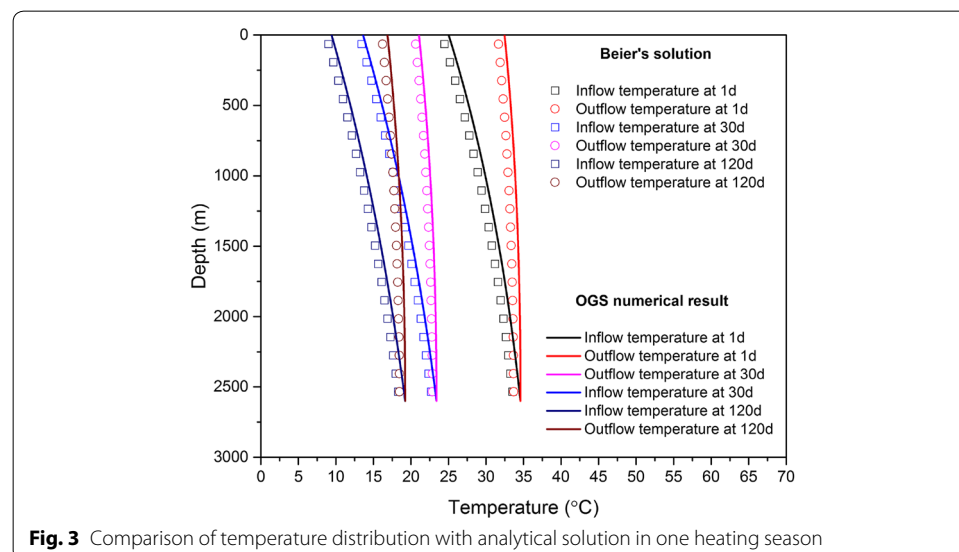 0
500
1000
1500
2000
2500
3000
Depth (m)
Beier's solution
Inflow temperature at 1d
Outflow temperature at 1d
Inflow temperature at 30d
Outflow temperature at 30d
Inflow temperature at 120d
Outflow temperature at 120d
OGS numerical result
Inflow temperature at 1d
Outflow temperature at 1d
Outflow temperature at 30d
Inflow temperature at 30d
Inflow temperature at 120d
Outflow temperature at 120d
0 5 10 15 20 25 30 35 40 45 50 55 60 65 70
Temperature (°C)
Fig. 3 Comparison of temperature distribution with analytical solution in one heating season